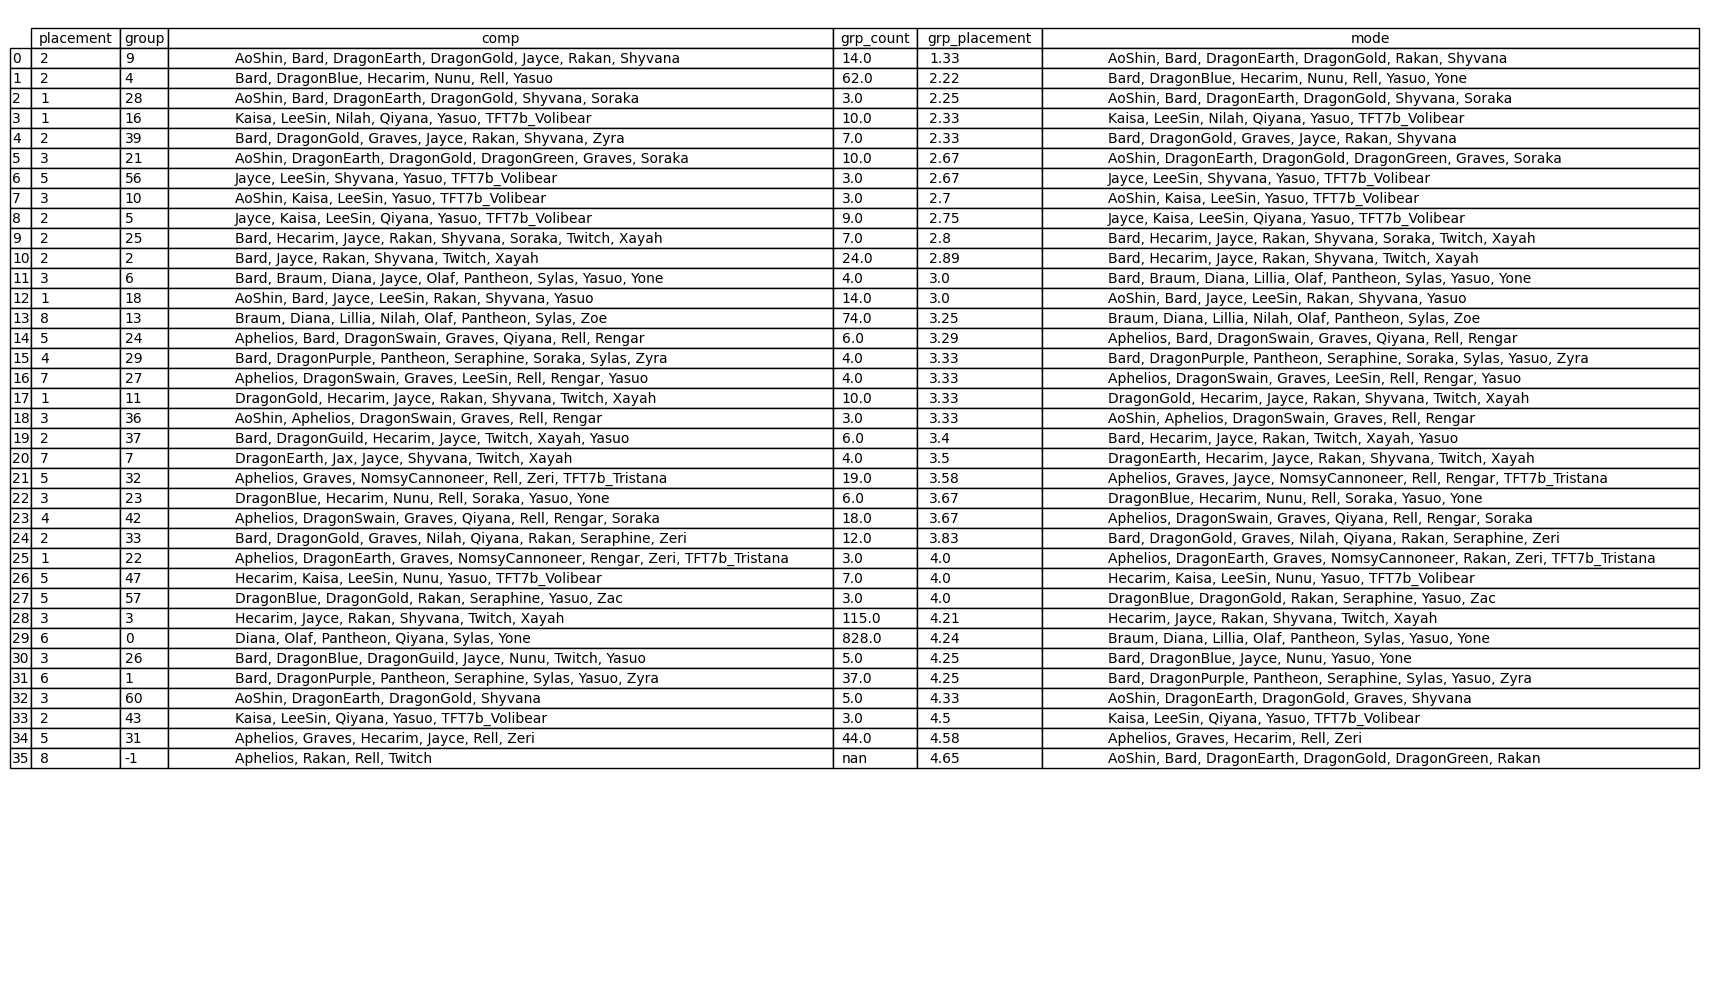 placement group comp grp_count grp_placement mode
0 2 9 AoShin, Bard, DragonEarth, DragonGold, Jayce, Rakan, Shyvana 14.0 1.33 AoShin, Bard, DragonEarth, DragonGold, Rakan, Shyvana
1 2 4 Bard, DragonBlue, Hecarim, Nunu, Rell, Yasuo 62.0 2.22 Bard, DragonBlue, Hecarim, Nunu, Rell, Yasuo, Yone
2 1 28 AoShin, Bard, DragonEarth, DragonGold, Shyvana, Soraka 3.0 2.25 AoShin, Bard, DragonEarth, DragonGold, Shyvana, Soraka
3 1 16 Kaisa, LeeSin, Nilah, Qiyana, Yasuo, TFT7b_Volibear 10.0 2.33 Kaisa, LeeSin, Nilah, Qiyana, Yasuo, TFT7b_Volibear
4 2 39 Bard, DragonGold, Graves, Jayce, Rakan, Shyvana, Zyra 7.0 2.33 Bard, DragonGold, Graves, Jayce, Rakan, Shyvana
5 3 21 AoShin, DragonEarth, DragonGold, DragonGreen, Graves, Soraka 10.0 2.67 AoShin, DragonEarth, DragonGold, DragonGreen, Graves, Soraka
6 5 56 Jayce, LeeSin, Shyvana, Yasuo, TFT7b_Volibear 3.0 2.67 Jayce, LeeSin, Shyvana, Yasuo, TFT7b_Volibear
7 3 10 AoShin, Kaisa, LeeSin, Yasuo, TFT7b_Volibear 3.0 2.7 AoShin, Kaisa, LeeSin, Yasuo, TFT7b_Volibear
8 2 5 Jayce, Kaisa, LeeSin, Qiyana, Yasuo, TFT7b_Volibear 9.0 2.75 Jayce, Kaisa, LeeSin, Qiyana, Yasuo, TFT7b_Volibear
9 2 25 Bard, Hecarim, Jayce, Rakan, Shyvana, Soraka, Twitch, Xayah 7.0 2.8 Bard, Hecarim, Jayce, Rakan, Shyvana, Soraka, Twitch, Xayah
10 2 2 Bard, Jayce, Rakan, Shyvana, Twitch, Xayah 24.0 2.89 Bard, Hecarim, Jayce, Rakan, Shyvana, Twitch, Xayah
11 3 6 Bard, Braum, Diana, Jayce, Olaf, Pantheon, Sylas, Yasuo, Yone 4.0 3.0 Bard, Braum, Diana, Lillia, Olaf, Pantheon, Sylas, Yasuo, Yone
12 1 18 AoShin, Bard, Jayce, LeeSin, Rakan, Shyvana, Yasuo 14.0 3.0 AoShin, Bard, Jayce, LeeSin, Rakan, Shyvana, Yasuo
13 8 13 Braum, Diana, Lillia, Nilah, Olaf, Pantheon, Sylas, Zoe 74.0 3.25 Braum, Diana, Lillia, Nilah, Olaf, Pantheon, Sylas, Zoe
14 5 24 Aphelios, Bard, DragonSwain, Graves, Qiyana, Rell, Rengar 6.0 3.29 Aphelios, Bard, DragonSwain, Graves, Qiyana, Rell, Rengar
15 4 29 Bard, DragonPurple, Pantheon, Seraphine, Soraka, Sylas, Zyra 4.0 3.33 Bard, DragonPurple, Pantheon, Seraphine, Soraka, Sylas, Yasuo, Zyra
16 7 27 Aphelios, DragonSwain, Graves, LeeSin, Rell, Rengar, Yasuo 4.0 3.33 Aphelios, DragonSwain, Graves, LeeSin, Rell, Rengar, Yasuo
17 1 11 DragonGold, Hecarim, Jayce, Rakan, Shyvana, Twitch, Xayah 10.0 3.33 DragonGold, Hecarim, Jayce, Rakan, Shyvana, Twitch, Xayah
18 3 36 AoShin, Aphelios, DragonSwain, Graves, Rell, Rengar 3.0 3.33 AoShin, Aphelios, DragonSwain, Graves, Rell, Rengar
19 2 37 Bard, DragonGuild, Hecarim, Jayce, Twitch, Xayah, Yasuo 6.0 3.4 Bard, Hecarim, Jayce, Rakan, Twitch, Xayah, Yasuo
20 7 7 DragonEarth, Jax, Jayce, Shyvana, Twitch, Xayah 4.0 3.5 DragonEarth, Hecarim, Jayce, Rakan, Shyvana, Twitch, Xayah
21 5 32 Aphelios, Graves, NomsyCannoneer, Rell, Zeri, TFT7b_Tristana 19.0 3.58 Aphelios, Graves, Jayce, NomsyCannoneer, Rell, Rengar, TFT7b_Tristana
22 3 23 DragonBlue, Hecarim, Nunu, Rell, Soraka, Yasuo, Yone 6.0 3.67 DragonBlue, Hecarim, Nunu, Rell, Soraka, Yasuo, Yone
23 4 42 Aphelios, DragonSwain, Graves, Qiyana, Rell, Rengar, Soraka 18.0 3.67 Aphelios, DragonSwain, Graves, Qiyana, Rell, Rengar, Soraka
24 2 33 Bard, DragonGold, Graves, Nilah, Qiyana, Rakan, Seraphine, Zeri 12.0 3.83 Bard, DragonGold, Graves, Nilah, Qiyana, Rakan, Seraphine, Zeri
25 1 22 Aphelios, DragonEarth, Graves, NomsyCannoneer, Rengar, Zeri, TFT7b_Tristana 3.0 4.0 Aphelios, DragonEarth, Graves, NomsyCannoneer, Rakan, Zeri, TFT7b_Tristana
26 5 47 Hecarim, Kaisa, LeeSin, Nunu, Yasuo, TFT7b_Volibear 7.0 4.0 Hecarim, Kaisa, LeeSin, Nunu, Yasuo, TFT7b_Volibear
27 5 57 DragonBlue, DragonGold, Rakan, Seraphine, Yasuo, Zac 3.0 4.0 DragonBlue, DragonGold, Rakan, Seraphine, Yasuo, Zac
28 3 3 Hecarim, Jayce, Rakan, Shyvana, Twitch, Xayah 115.0 4.21 Hecarim, Jayce, Rakan, Shyvana, Twitch, Xayah
29 6 0 Diana, Olaf, Pantheon, Qiyana, Sylas, Yone 828.0 4.24 Braum, Diana, Lillia, Olaf, Pantheon, Sylas, Yasuo, Yone
30 3 26 Bard, DragonBlue, DragonGuild, Jayce, Nunu, Twitch, Yasuo 5.0 4.25 Bard, DragonBlue, Jayce, Nunu, Yasuo, Yone
31 6 1 Bard, DragonPurple, Pantheon, Seraphine, Sylas, Yasuo, Zyra 37.0 4.25 Bard, DragonPurple, Pantheon, Seraphine, Sylas, Yasuo, Zyra
32 3 60 AoShin, DragonEarth, DragonGold, Shyvana 5.0 4.33 AoShin, DragonEarth, DragonGold, Graves, Shyvana
33 2 43 Kaisa, LeeSin, Qiyana, Yasuo, TFT7b_Volibear 3.0 4.5 Kaisa, LeeSin, Qiyana, Yasuo, TFT7b_Volibear
34 5 31 Aphelios, Graves, Hecarim, Jayce, Rell, Zeri 44.0 4.58 Aphelios, Graves, Hecarim, Rell, Zeri
35 8 -1 Aphelios, Rakan, Rell, Twitch nan 4.65 AoShin, Bard, DragonEarth, DragonGold, DragonGreen, Rakan